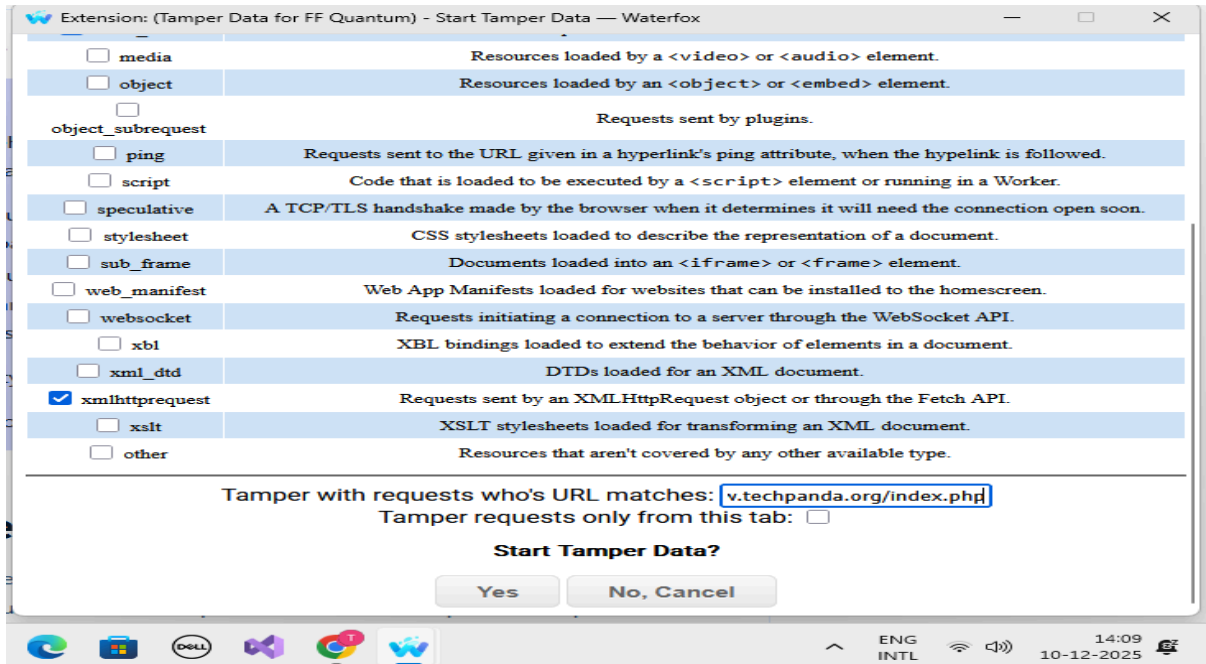 Extension: (Tamper Data for FF Quantum) - Start Tamper Data — Waterfox
media Resources loaded by a <video> or <audio> element.
object Resources loaded by an <object> or <embed> element.
object_subrequest Requests sent by plugins.
ping Requests sent to the URL given in a hyperlink's ping attribute, when the hypelink is followed.
script Code that is loaded to be executed by a <script> element or running in a Worker.
speculative A TCP/TLS handshake made by the browser when it determines it will need the connection open soon.
stylesheet CSS stylesheets loaded to describe the representation of a document.
sub_frame Documents loaded into an <iframe> or <frame> element.
web_manifest Web App Manifests loaded for websites that can be installed to the homescreen.
websocket Requests initiating a connection to a server through the WebSocket API.
xbl XBL bindings loaded to extend the behavior of elements in a document.
xml_dtd DTDs loaded for an XML document.
xmlhttprequest Requests sent by an XMLHttpRequest object or through the Fetch API.
xslt XSLT stylesheets loaded for transforming an XML document.
other Resources that aren't covered by any other available type.
Tamper with requests who's URL matches: v.techpanda.org/index.php
Tamper requests only from this tab:
Start Tamper Data?
Yes No, Cancel
DELL T ENG 14:09
INTL 10-12-2025